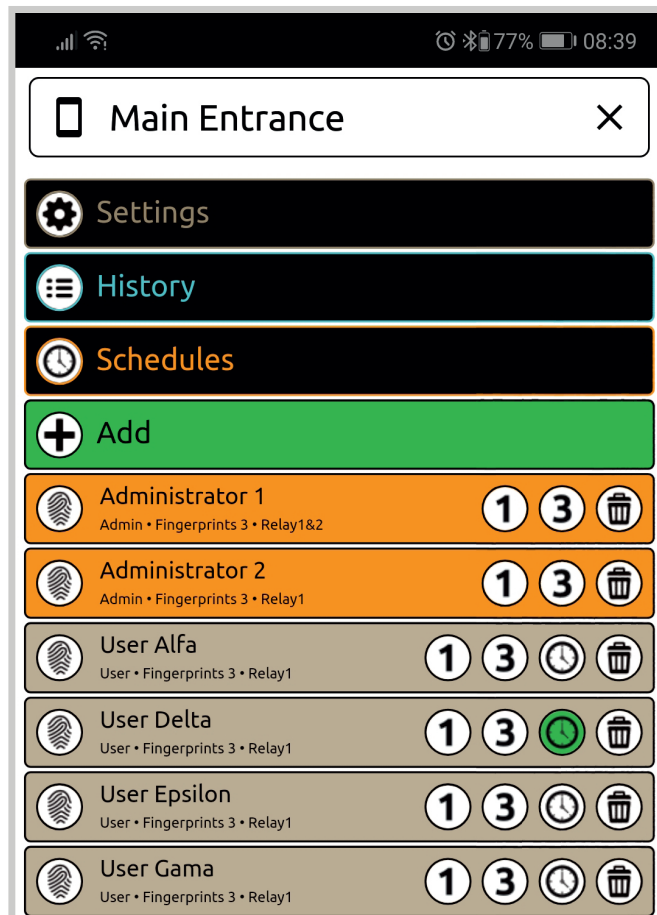 77% 08:39
Main Entrance
Settings
History
Schedules
Add
Administrator 1
Admin • Fingerprints 3 • Relay1&2
1 3
Administrator 2
Admin • Fingerprints 3 • Relay1
1 3
User Alfa
User • Fingerprints 3 • Relay1
1 3
User Delta
User • Fingerprints 3 • Relay1
1 3
User Epsilon
User • Fingerprints 3 • Relay1
1 3
User Gama
User • Fingerprints 3 • Relay1
1 3